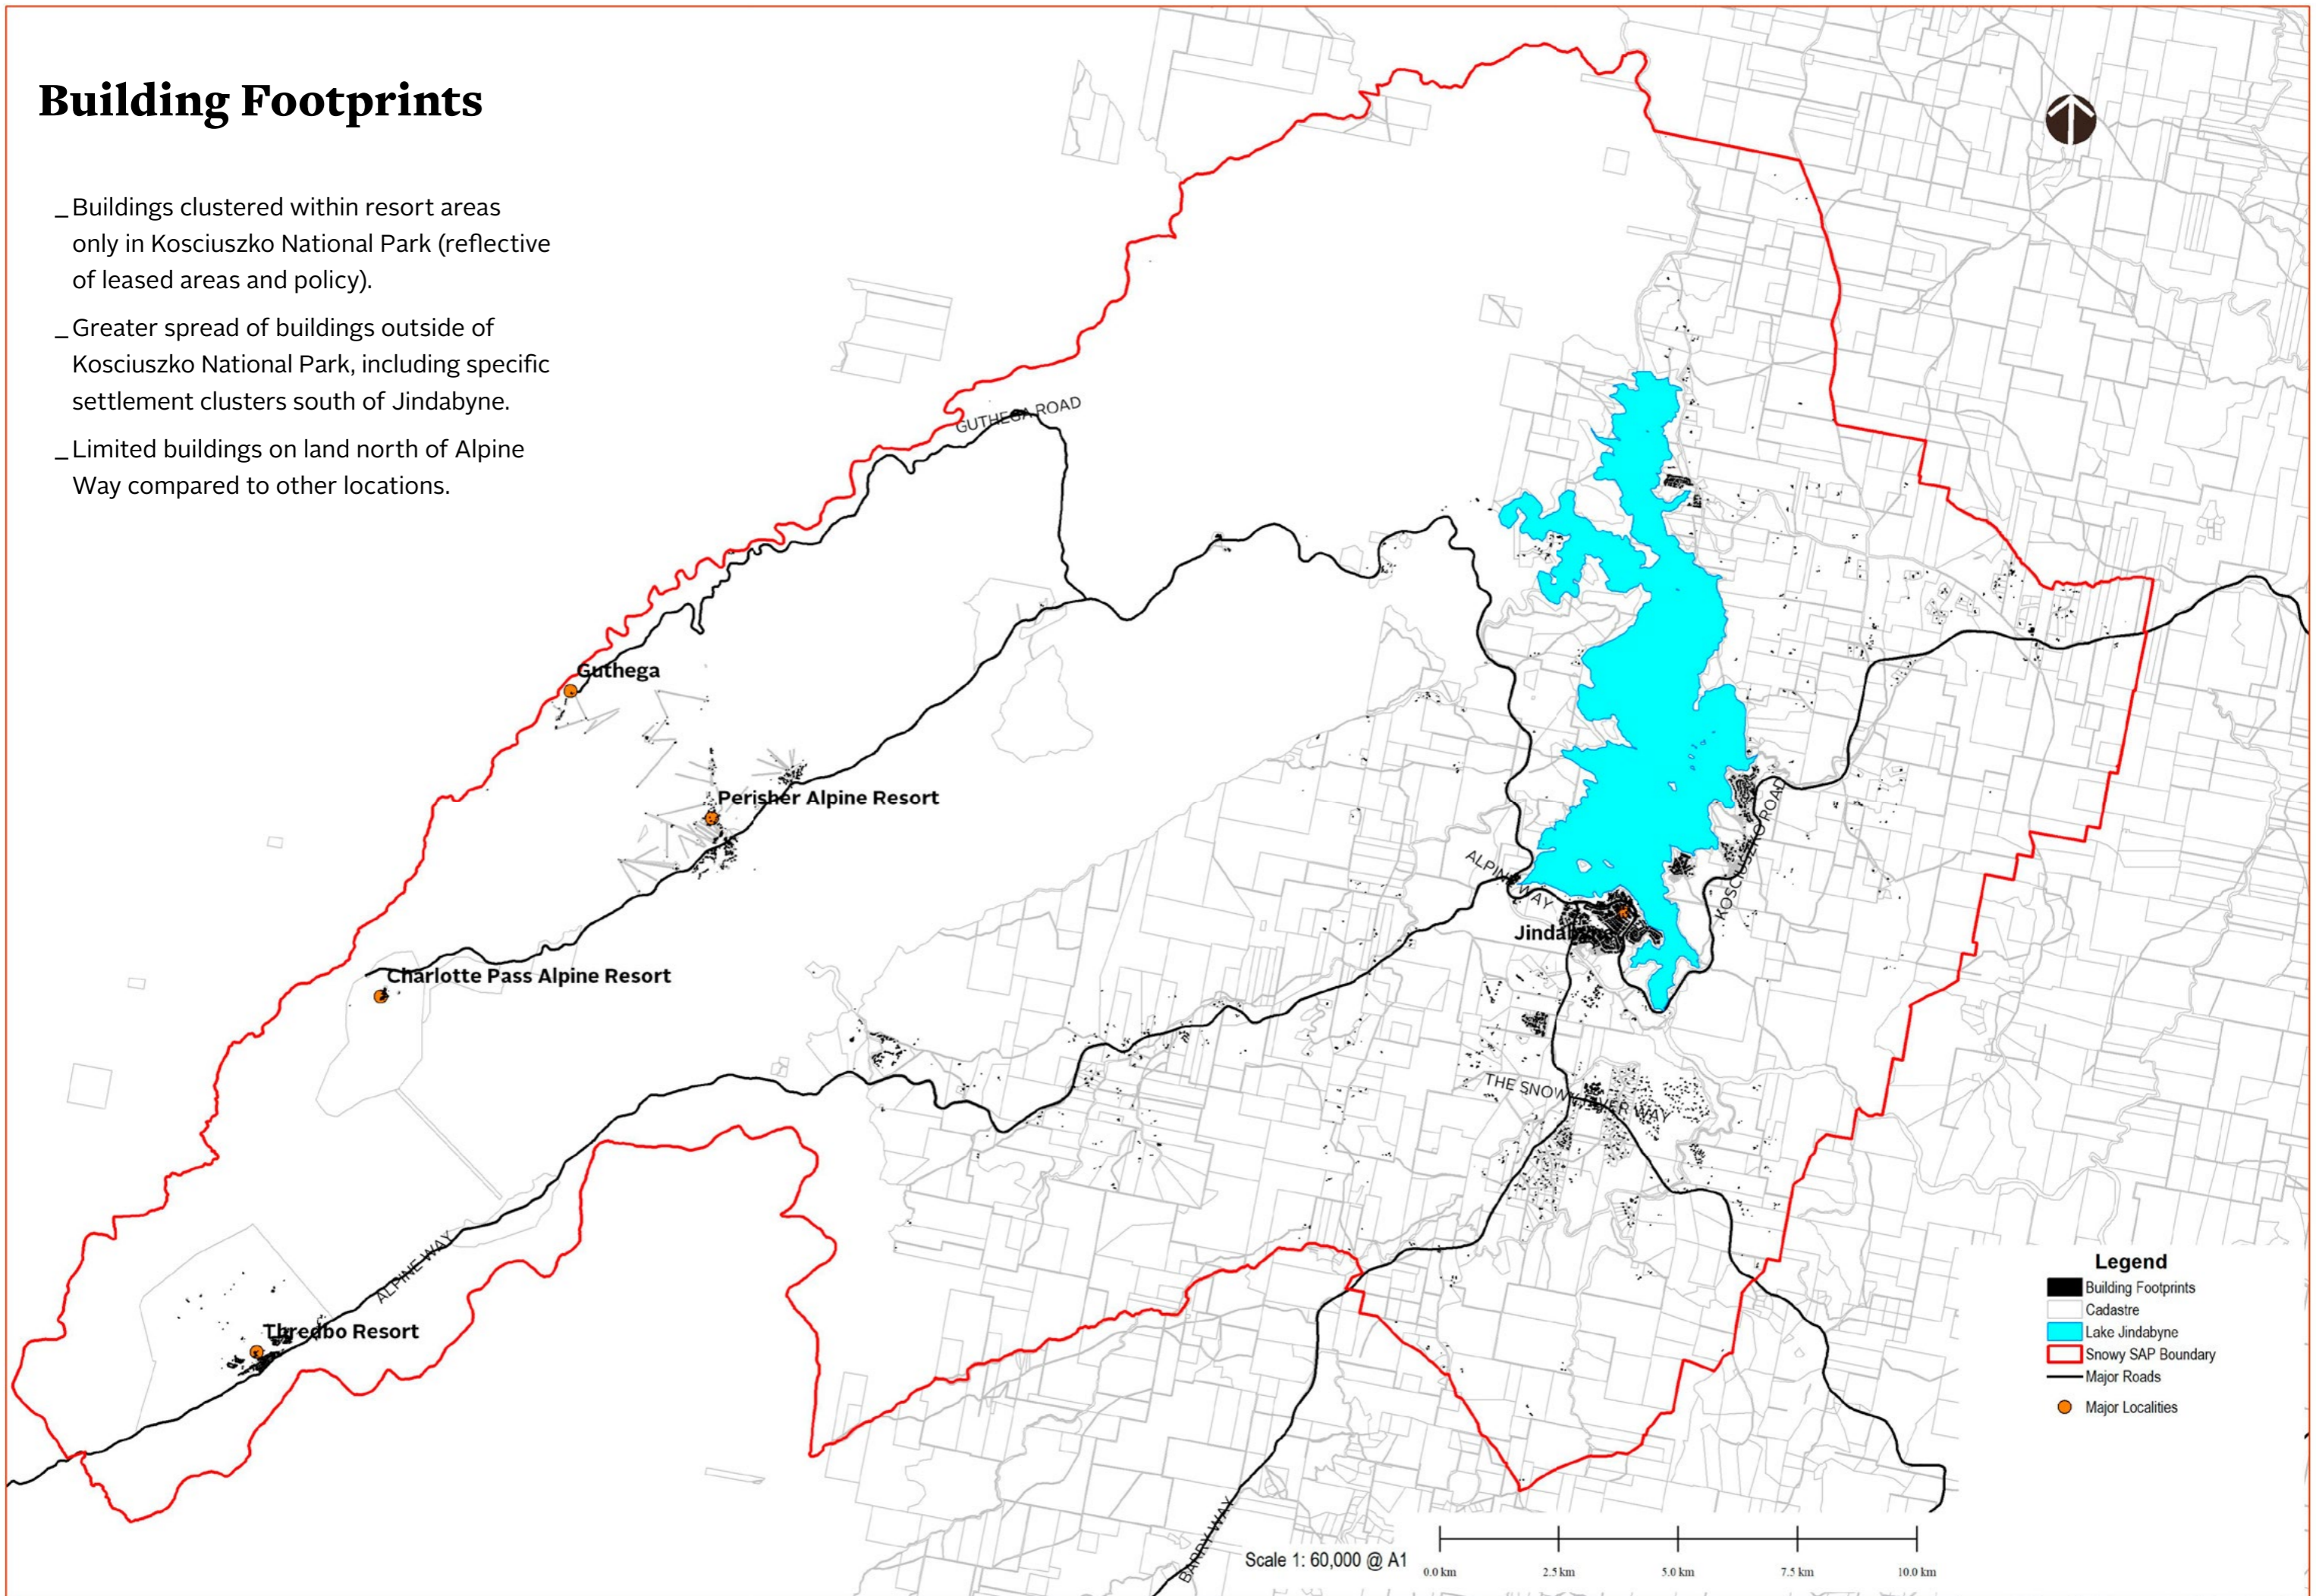 Building Footprints
_ Buildings clustered within resort areas
only in Kosciuszko National Park (reflective
of leased areas and policy).
_ Greater spread of buildings outside of
Kosciuszko National Park, including specific
settlement clusters south of Jindabyne.
_ Limited buildings on land north of Alpine
Way compared to other locations.
GUTHEGA ROAD
Guthega
Perisher Alpine Resort
KOSCIUSZKO ROAD
ALPINE WAY
Jindabyne
Charlotte Pass Alpine Resort
THE SNOWY RIVER WAY
ALPINE WAY
Thredbo Resort
BARRY WAY
Legend
Building Footprints
Cadastre
Lake Jindabyne
Snowy SAP Boundary
Major Roads
Major Localities
Scale 1: 60,000 @ A1
0.0 km 2.5 km 5.0 km 7.5 km 10.0 km